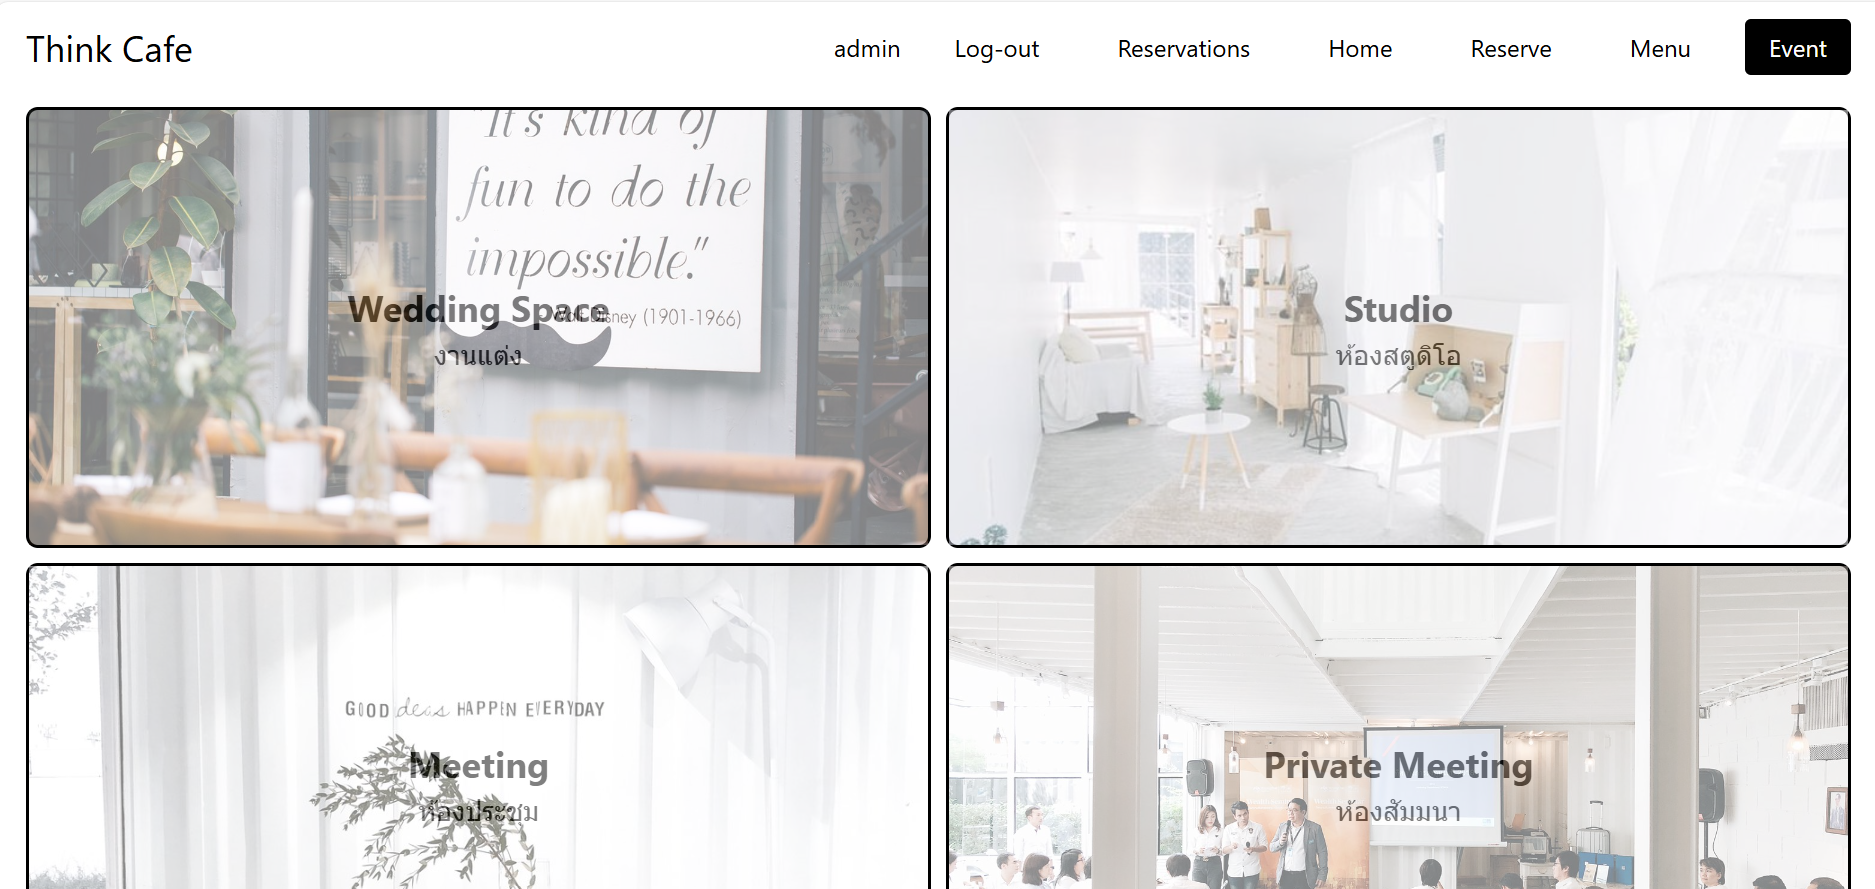 Think Cafe
admin
Log-out
Reservations
Home
Reserve
Menu
Event
"It's kind of
fun to do the
impossible."
Walt Disney (1901-1966)
Wedding Space
งานแต่ง
Studio
ห้องสตูดิโอ
GOOD ideas HAPPEN EVERYDAY
Meeting
ห้องประชุม
Private Meeting
ห้องสัมมนา